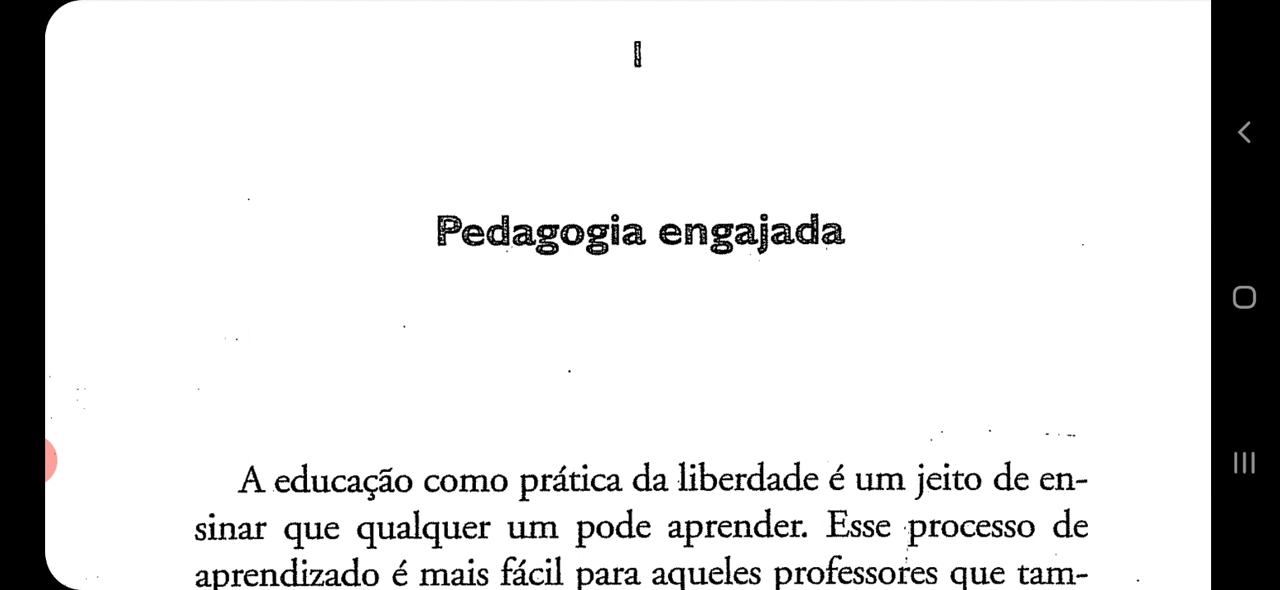 1
Pedagogia engajada
A educação como prática da liberdade é um jeito de en-
sinar que qualquer um pode aprender. Esse processo de
aprendizado é mais fácil para aqueles professores que tam-